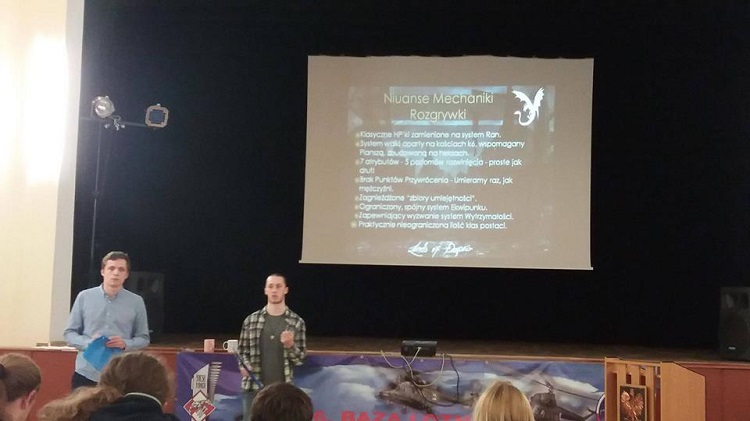 Niuanse Mechaniki
Rozgrywki
Klasyczne HP'ki zamienione na system Ran.
System walki oparty na kościach k6, wspomagany
Planszą, zbudowaną na heksach.
7 atrybutów - 5 poziomów rozwinięcia - proste jak
drut!
Brak Punktów Przywrócenia - umieramy raz, jak
mężczyźni.
Zagnieżdżone "zbiory umiejętności".
Ograniczony, spójny system Ekwipunku.
Zapewniający wyzwanie system Wytrzymałości.
Praktycznie nieograniczona ilość klas postaci.
BAZA LOTN